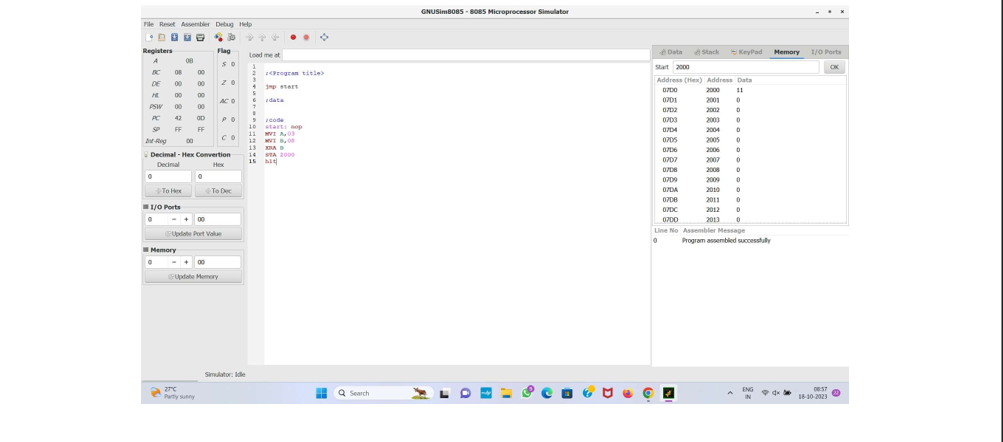 GNUSim8085 - 8085 Microprocessor Simulator
File Reset Assembler Debug Help
Registers
A 0B
BC 08 00
DE 00 00
HL 00 00
PSW 00 00
PC 42 0D
SP FF FF
Int-Reg 00
Flag
S 0
Z 0
AC 0
P 0
C 0
Decimal - Hex Convertion
Decimal Hex
0 0
To Hex To Dec
I/O Ports
0 - + 00
Update Port Value
Memory
0 - + 00
Update Memory
Load me at
1
2 ;<Program title>
3
4 jmp start
5
6 ;data
7
8
9 ;code
10 start: nop
11 MVI A,03
12 MVI B,08
13 XRA B
14 STA 2000
15 hlt
Data Stack KeyPad Memory I/O Ports
Start 2000 OK
Address (Hex) Address Data
07D0 2000 11
07D1 2001 0
07D2 2002 0
07D3 2003 0
07D4 2004 0
07D5 2005 0
07D6 2006 0
07D7 2007 0
07D8 2008 0
07D9 2009 0
07DA 2010 0
07DB 2011 0
07DC 2012 0
07DD 2013 0
Line No Assembler Message
0 Program assembled successfully
Simulator: Idle
27°C
Partly sunny
Search
ENG
IN
08:57
18-10-2023